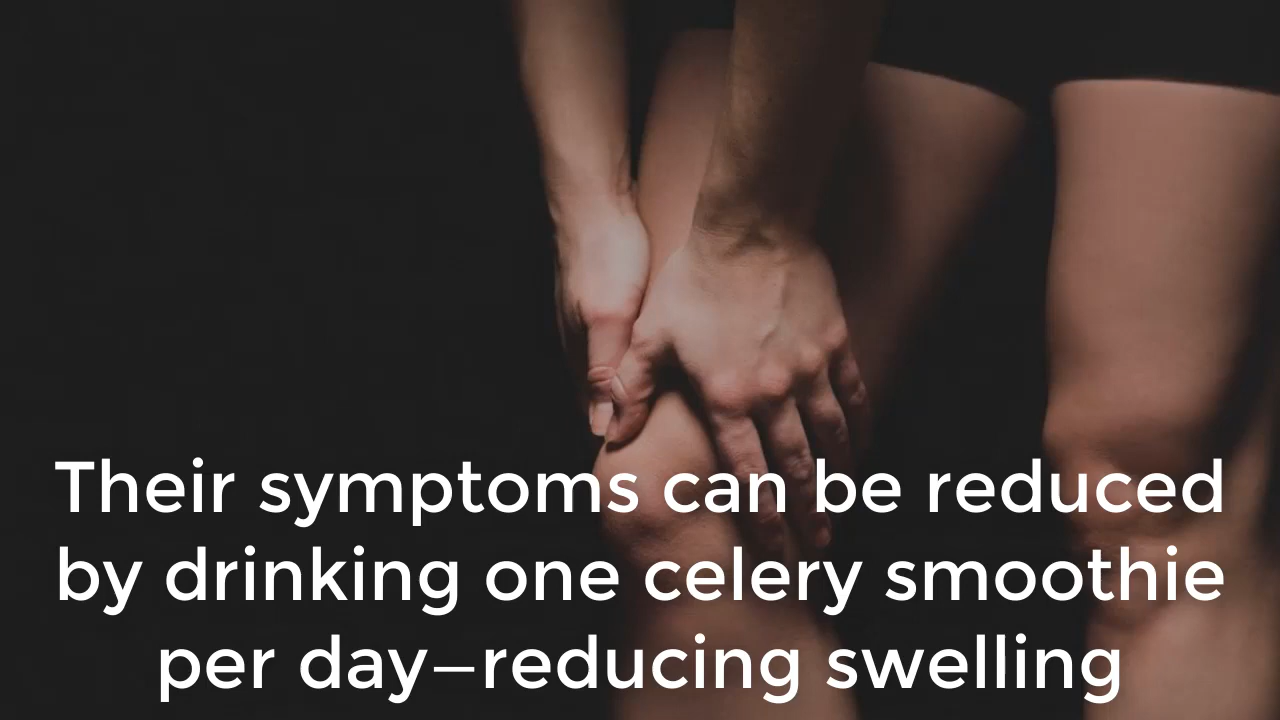 Their symptoms can be reduced
by drinking one celery smoothie
per day—reducing swelling